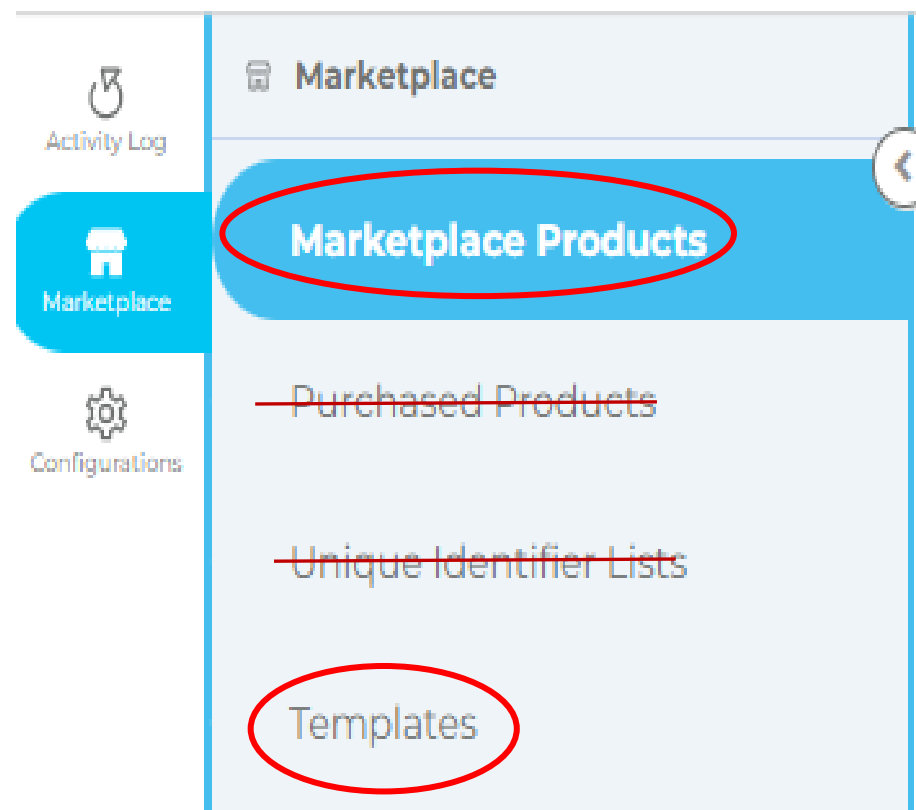 Activity Log
Marketplace
Configurations
Marketplace
Marketplace Products
Purchased Products
Unique Identifier Lists
Templates